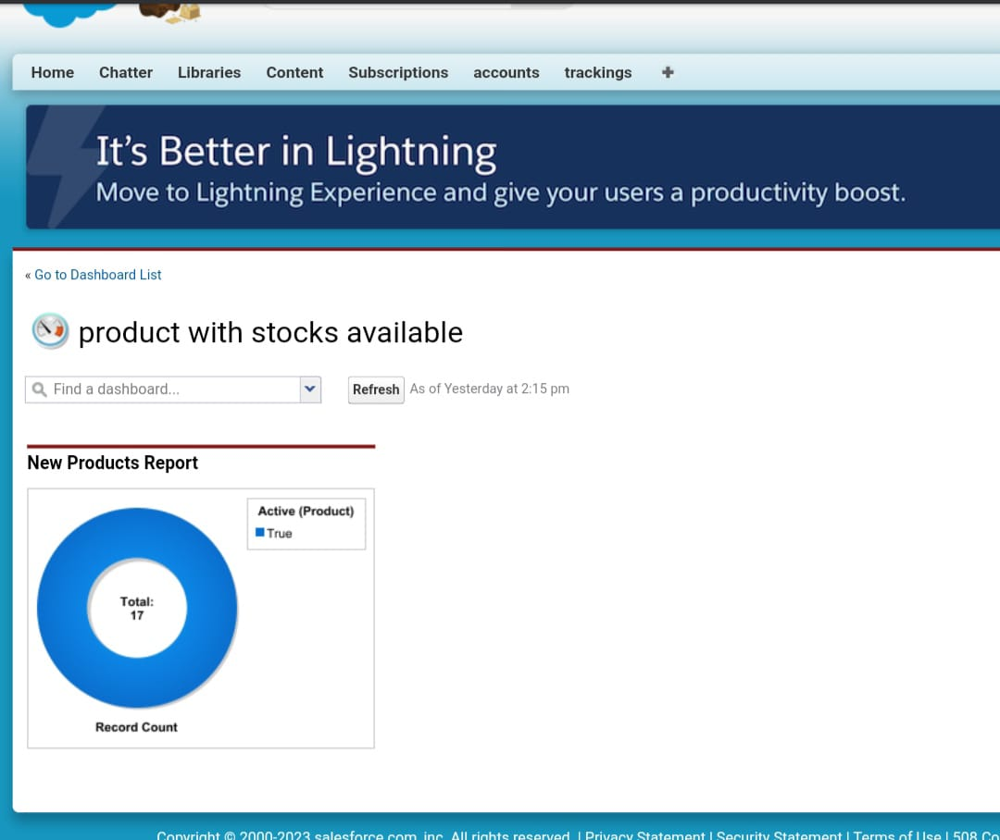 Home Chatter Libraries Content Subscriptions accounts trackings
It's Better in Lightning
Move to Lightning Experience and give your users a productivity boost.
« Go to Dashboard List
product with stocks available
Find a dashboard... Refresh As of Yesterday at 2:15 pm
New Products Report
Active (Product)
True
Total:
17
Record Count
Copyright © 2000-2023 salesforce.com, inc. All rights reserved. | Privacy Statement | Security Statement | Terms of Use | 508 Co